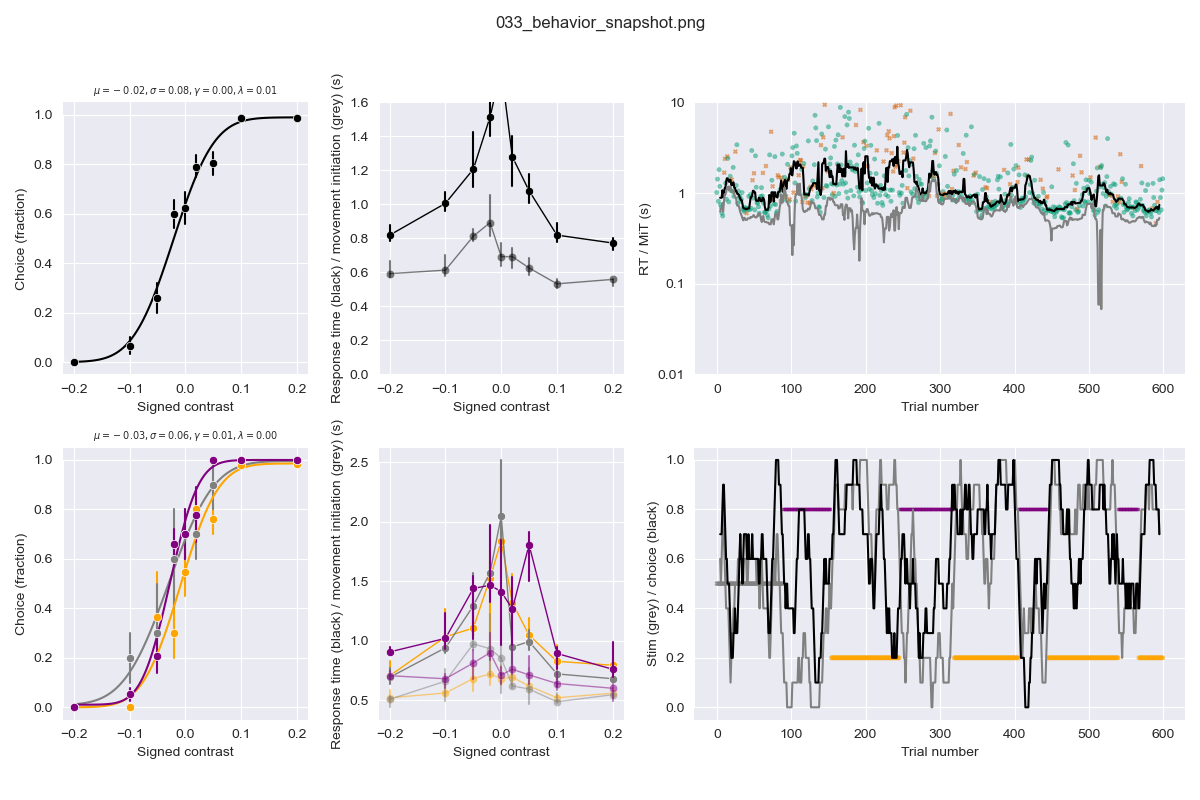 033_behavior_snapshot.png
μ = − 0.02, σ = 0.08, γ = 0.00, λ = 0.01
Choice (fraction)
1.0
0.8
0.6
0.4
0.2
0.0
−0.2 −0.1 0.0 0.1 0.2
Signed contrast
Response time (black) / movement initiation (grey) (s)
1.6
1.4
1.2
1.0
0.8
0.6
0.4
0.2
0.0
−0.2 −0.1 0.0 0.1 0.2
Signed contrast
RT / MiT (s)
10
1
0.1
0.01
0 100 200 300 400 500 600
Trial number
μ = − 0.03, σ = 0.06, γ = 0.01, λ = 0.00
Choice (fraction)
1.0
0.8
0.6
0.4
0.2
0.0
−0.2 −0.1 0.0 0.1 0.2
Signed contrast
Response time (black) / movement initiation (grey) (s)
2.5
2.0
1.5
1.0
0.5
−0.2 −0.1 0.0 0.1 0.2
Signed contrast
Stim (grey) / choice (black)
1.0
0.8
0.6
0.4
0.2
0.0
0 100 200 300 400 500 600
Trial number